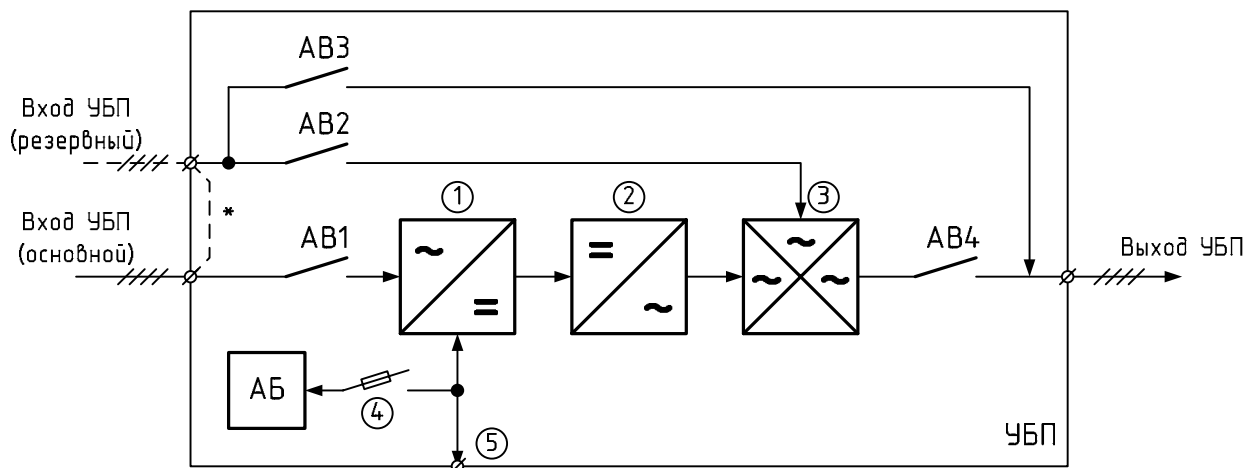 АВ3
Вход УБП
(резервный)
АВ2
*
1
2
3
Вход УБП
(основной)
АВ1
АВ4
Выход УБП
АБ
4
5
УБП